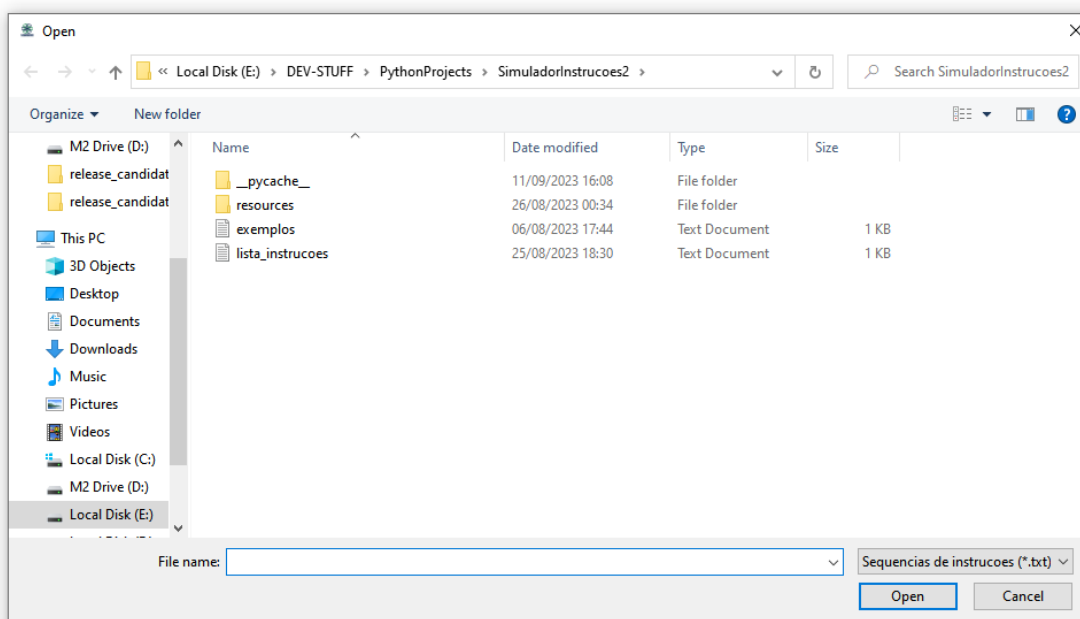 Open
« Local Disk (E:) > DEV-STUFF > PythonProjects > SimuladorInstrucoes2 >
Search SimuladorInstrucoes2
Organize
New folder
Name Date modified Type Size
M2 Drive (D:)
release_candidat
release_candidat
This PC
3D Objects
Desktop
Documents
Downloads
Music
Pictures
Videos
Local Disk (C:)
M2 Drive (D:)
Local Disk (E:)
__pycache__ 11/09/2023 16:08 File folder
resources 26/08/2023 00:34 File folder
exemplos 06/08/2023 17:44 Text Document 1 KB
lista_instrucoes 25/08/2023 18:30 Text Document 1 KB
File name:
Sequencias de instrucoes (*.txt)
Open
Cancel